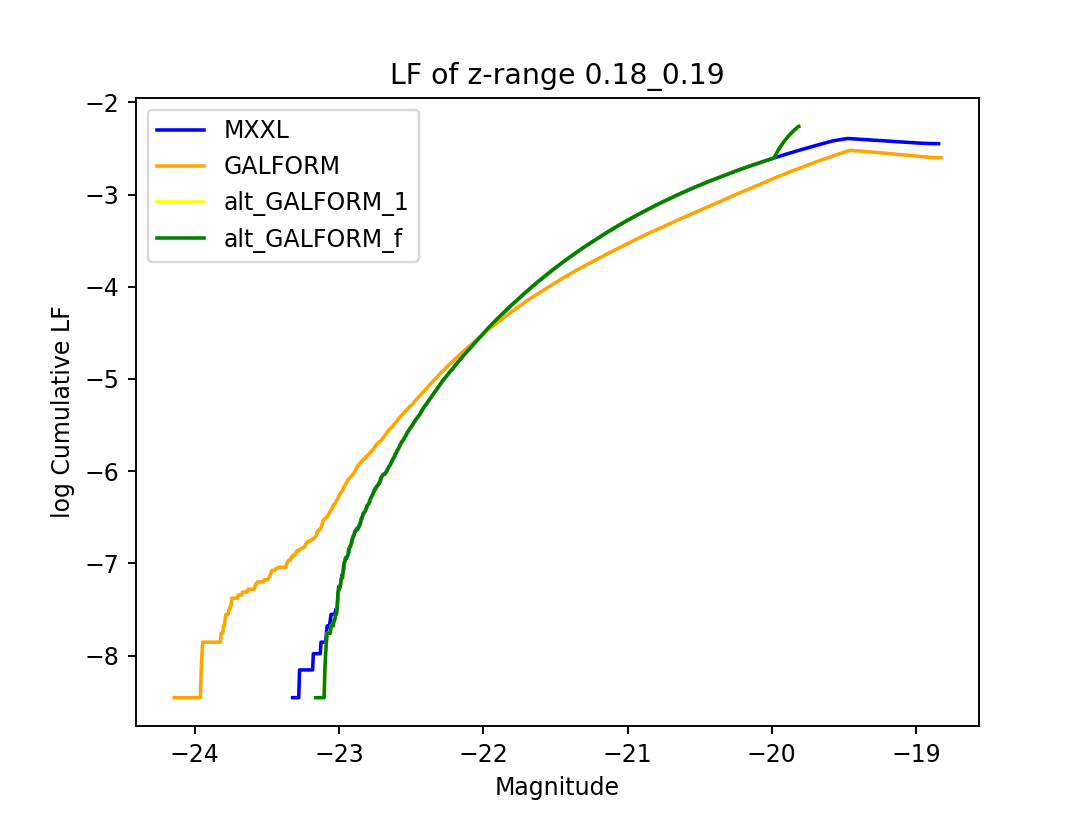 LF of z-range 0.18_0.19
MXXL
GALFORM
alt_GALFORM_1
alt_GALFORM_f
log Cumulative LF
−2
−3
−4
−5
−6
−7
−8
−24
−23
−22
−21
−20
−19
Magnitude